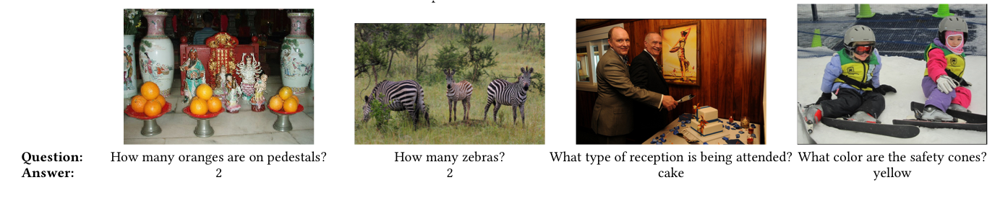 Question: How many oranges are on pedestals? How many zebras? What type of reception is being attended? What color are the safety cones?
Answer: 2 2 cake yellow